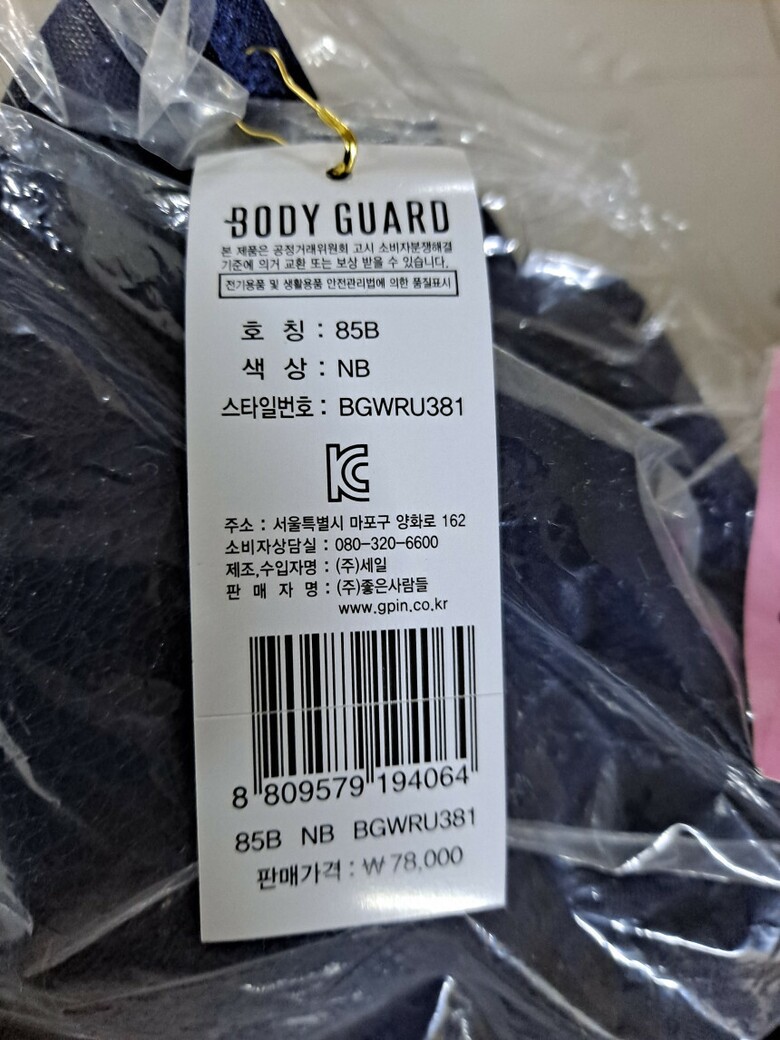 BODY GUARD
본 제품은 공정거래위원회 고시 소비자분쟁해결
기준에 의거 교환 또는 보상 받을 수 있습니다.
전기용품 및 생활용품 안전관리법에 의한 품질표시
호 칭 : 85B
색 상 : NB
스타일번호 : BGWRU381
KC
주소 : 서울특별시 마포구 양화로 162
소비자상담실 : 080-320-6600
제조,수입자명 : (주)세일
판 매 자 명 : (주)좋은사람들
www.gpin.co.kr
8 809579 194064
85B NB BGWRU381
판매가격 : ₩ 78,000